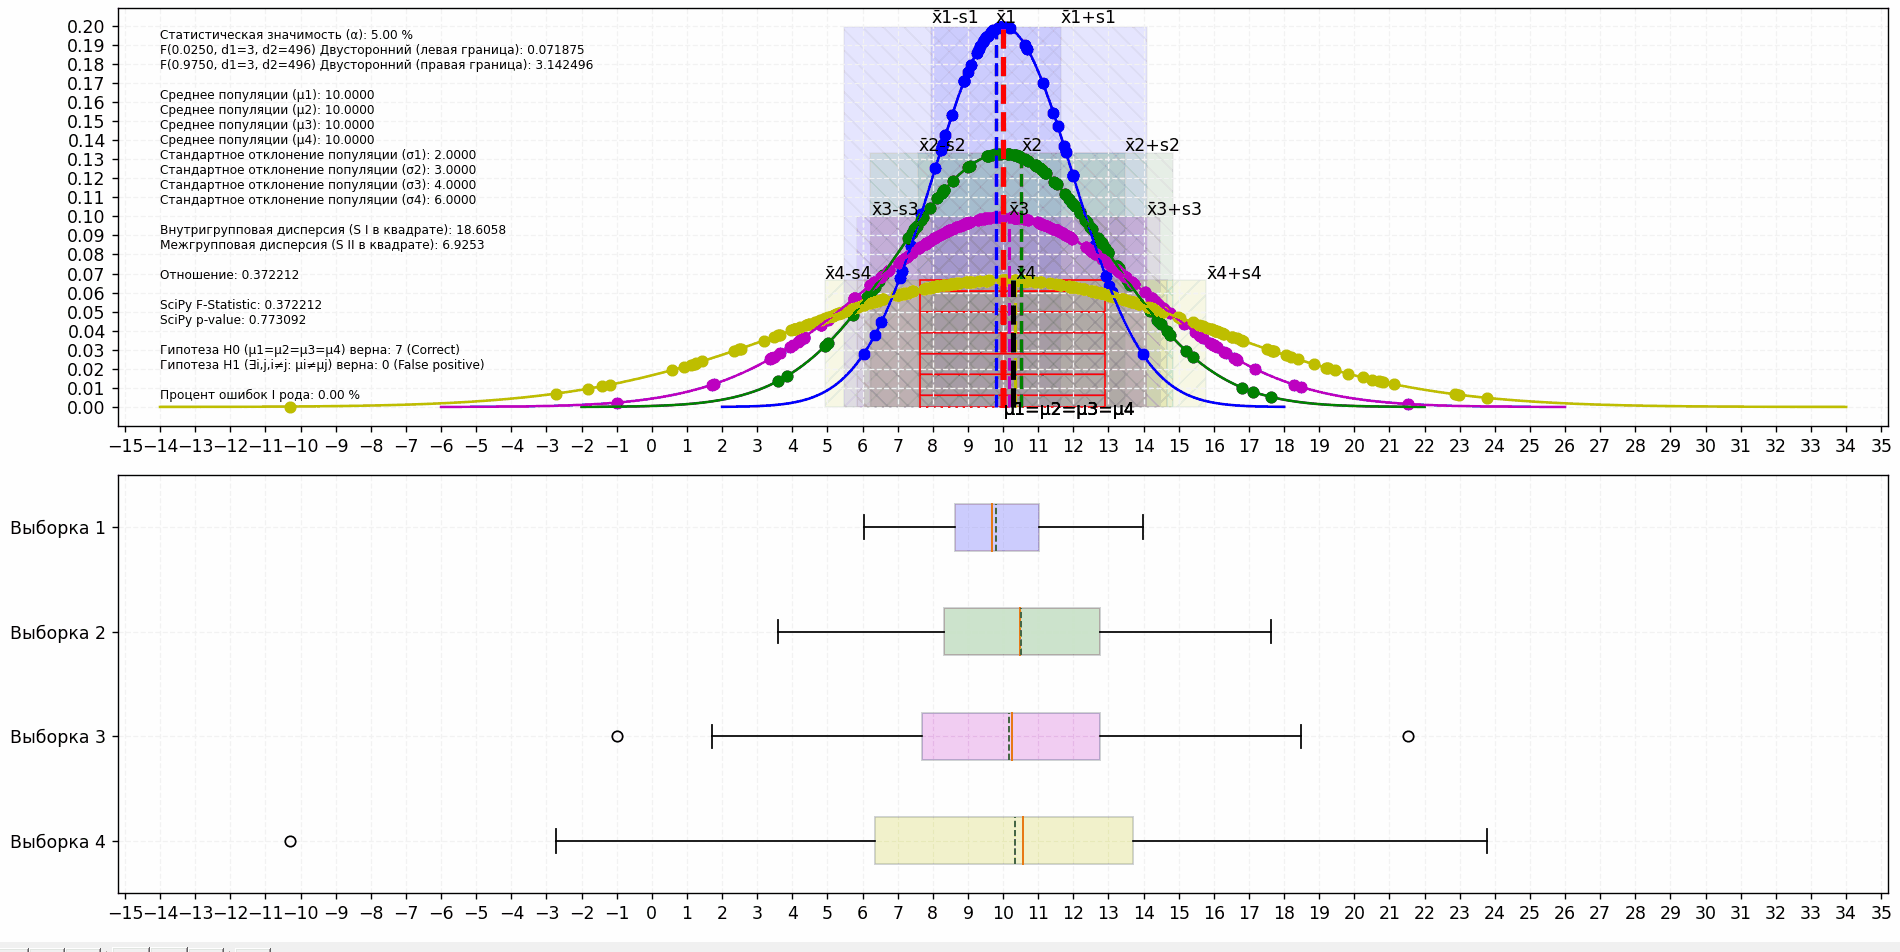 x̄1-s1 x̄1 x̄1+s1
0.20
0.19
0.18
0.17
0.16
0.15
0.14
0.13
0.12
0.11
0.10
0.09
0.08
0.07
0.06
0.05
0.04
0.03
0.02
0.01
0.00
Статистическая значимость (α): 5.00 %
F(0.0250, d1=3, d2=496) Двусторонний (левая граница): 0.071875
F(0.9750, d1=3, d2=496) Двусторонний (правая граница): 3.142496
Среднее популяции (μ1): 10.0000
Среднее популяции (μ2): 10.0000
Среднее популяции (μ3): 10.0000
Среднее популяции (μ4): 10.0000
Стандартное отклонение популяции (σ1): 2.0000
Стандартное отклонение популяции (σ2): 3.0000
Стандартное отклонение популяции (σ3): 4.0000
Стандартное отклонение популяции (σ4): 6.0000
Внутригрупповая дисперсия (S I в квадрате): 18.6058
Межгрупповая дисперсия (S II в квадрате): 6.9253
Отношение: 0.372212
SciPy F-Statistic: 0.372212
SciPy p-value: 0.773092
Гипотеза H0 (μ1=μ2=μ3=μ4) верна: 7 (Correct)
Гипотеза H1 (∃i,j,i≠j: μi≠μj) верна: 0 (False positive)
Процент ошибок I рода: 0.00 %
x̄2-s2 x̄2 x̄2+s2
x̄3-s3 x̄3 x̄3+s3
x̄4-s4 x̄4 x̄4+s4
μ1=μ2=μ3=μ4
−15 −14 −13 −12 −11 −10 −9 −8 −7 −6 −5 −4 −3 −2 −1 0 1 2 3 4 5 6 7 8 9 10 11 12 13 14 15 16 17 18 19 20 21 22 23 24 25 26 27 28 29 30 31 32 33 34 35
Выборка 1
Выборка 2
Выборка 3
Выборка 4
−15 −14 −13 −12 −11 −10 −9 −8 −7 −6 −5 −4 −3 −2 −1 0 1 2 3 4 5 6 7 8 9 10 11 12 13 14 15 16 17 18 19 20 21 22 23 24 25 26 27 28 29 30 31 32 33 34 35